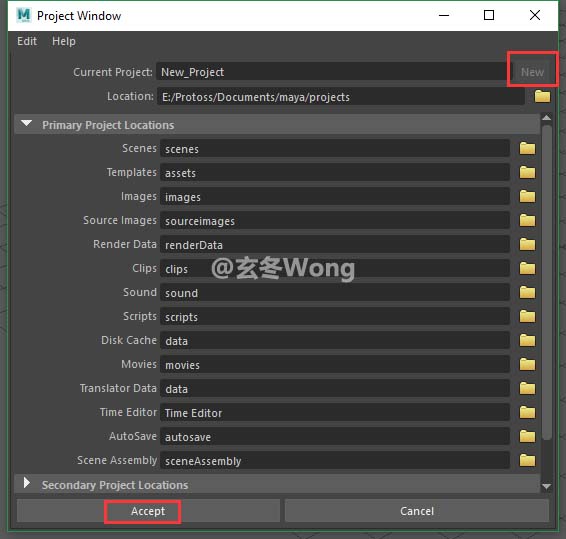 Project Window
Edit Help
Current Project: New_Project New
Location: E:/Protoss/Documents/maya/projects
Primary Project Locations
Scenes scenes
Templates assets
Images images
Source Images sourceimages
Render Data renderData
Clips clips
@玄冬Wong
Sound sound
Scripts scripts
Disk Cache data
Movies movies
Translator Data data
Time Editor Time Editor
AutoSave autosave
Scene Assembly sceneAssembly
Secondary Project Locations
Accept Cancel